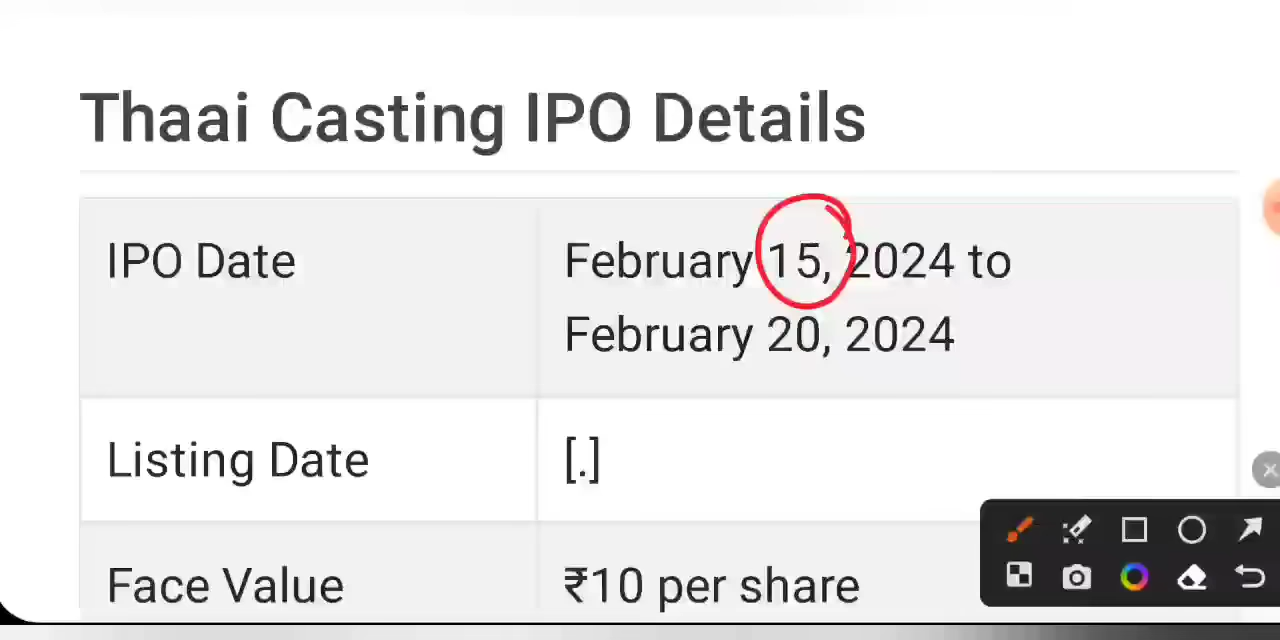 Thaai Casting IPO Details
IPO Date
February 15, 2024 to
February 20, 2024
Listing Date
[.]
Face Value
₹10 per share